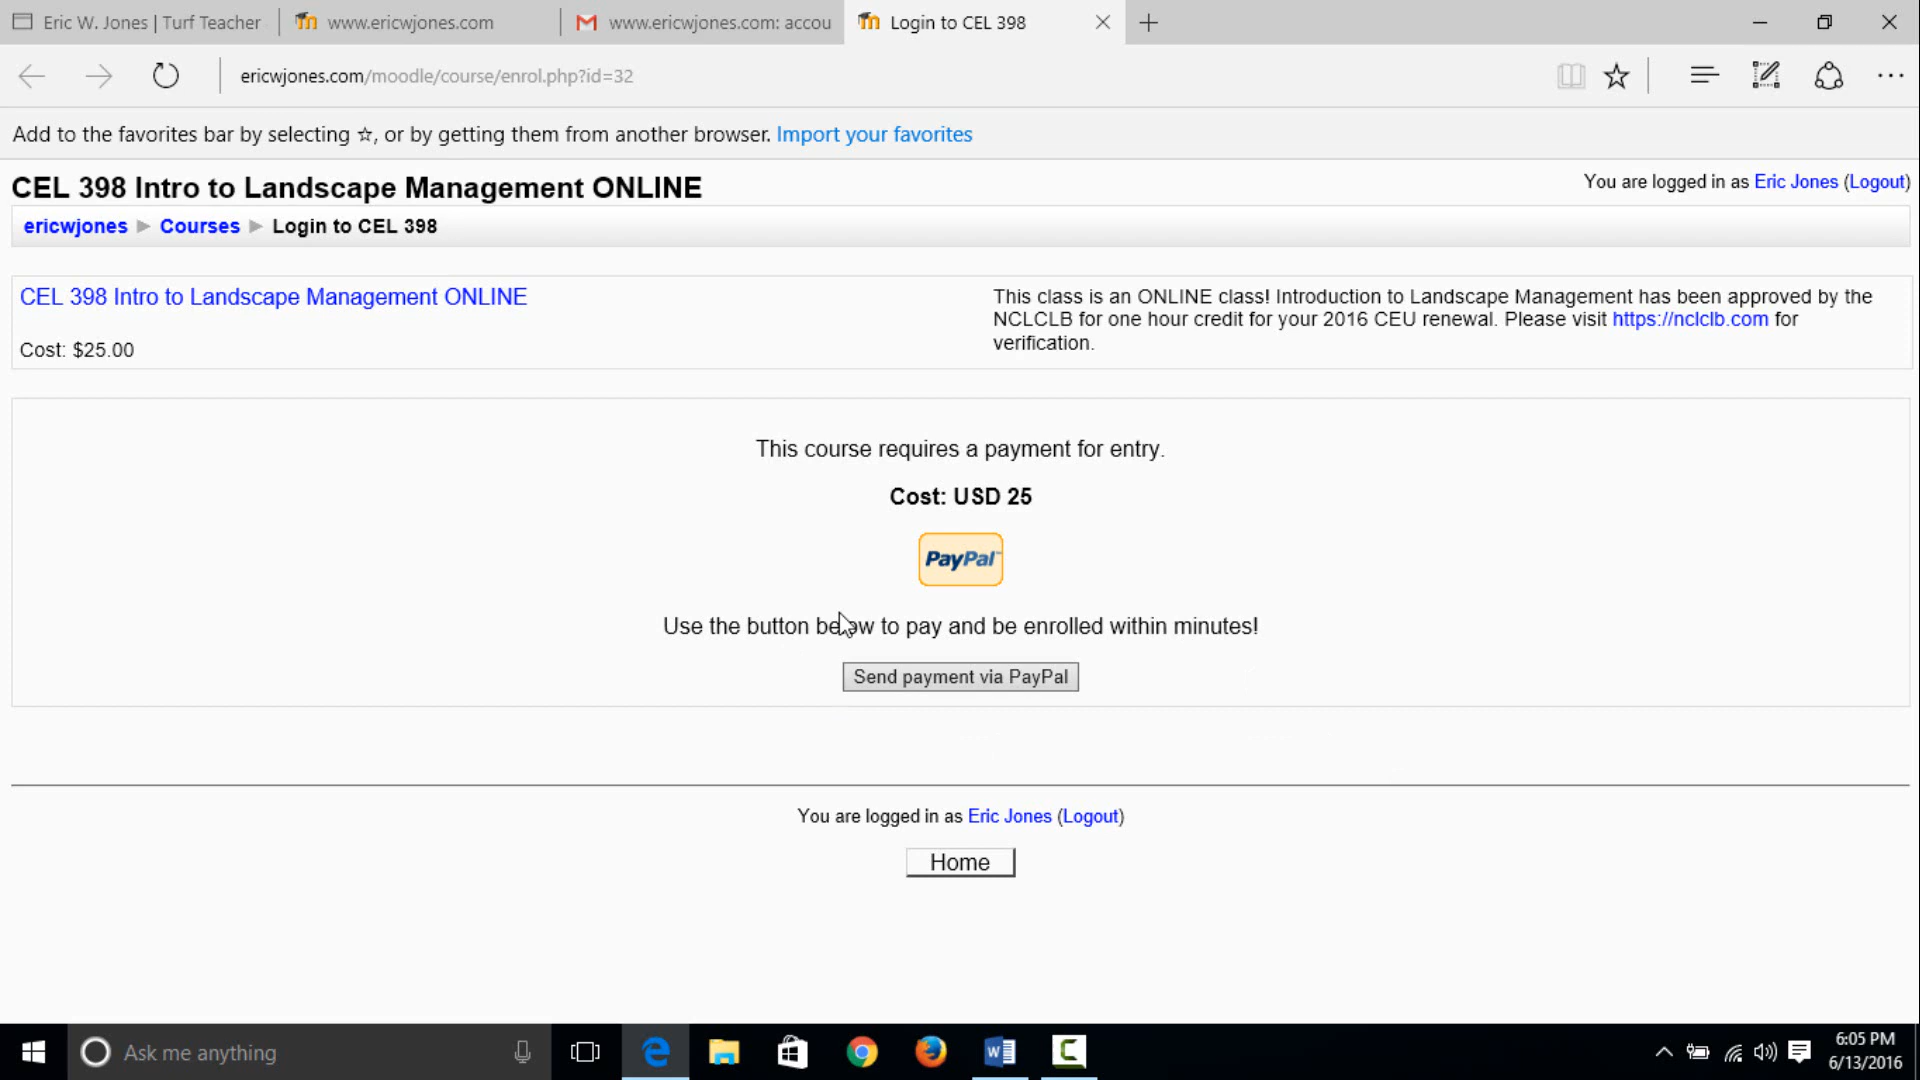 Eric W. Jones | Turf Teacher
www.ericwjones.com
www.ericwjones.com: accou
Login to CEL 398
ericwjones.com/moodle/course/enrol.php?id=32
Add to the favorites bar by selecting ☆, or by getting them from another browser. Import your favorites
CEL 398 Intro to Landscape Management ONLINE
You are logged in as Eric Jones (Logout)
ericwjones ► Courses ► Login to CEL 398
CEL 398 Intro to Landscape Management ONLINE
Cost: $25.00
This class is an ONLINE class! Introduction to Landscape Management has been approved by the
NCLCLB for one hour credit for your 2016 CEU renewal. Please visit https://nclclb.com for
verification.
This course requires a payment for entry.
Cost: USD 25
PayPal™
Use the button below to pay and be enrolled within minutes!
Send payment via PayPal
You are logged in as Eric Jones (Logout)
Home
Ask me anything
6:05 PM
6/13/2016